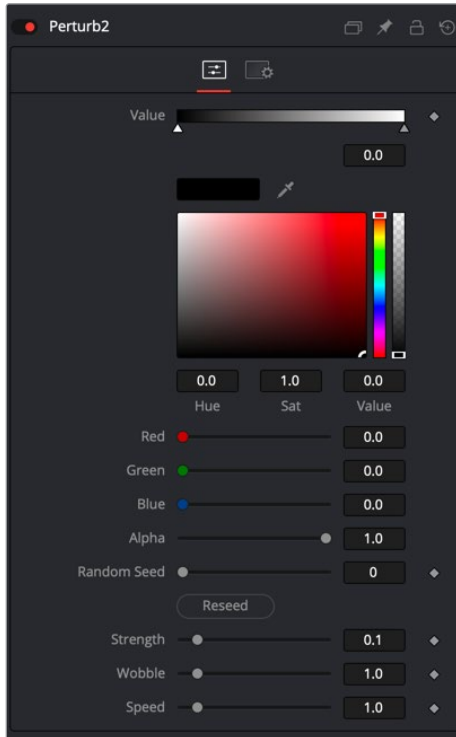 Perturb2
Value
0.0
0.0 1.0 0.0
Hue Sat Value
Red 0.0
Green 0.0
Blue 0.0
Alpha 1.0
Random Seed 0
Reseed
Strength 0.1
Wobble 1.0
Speed 1.0